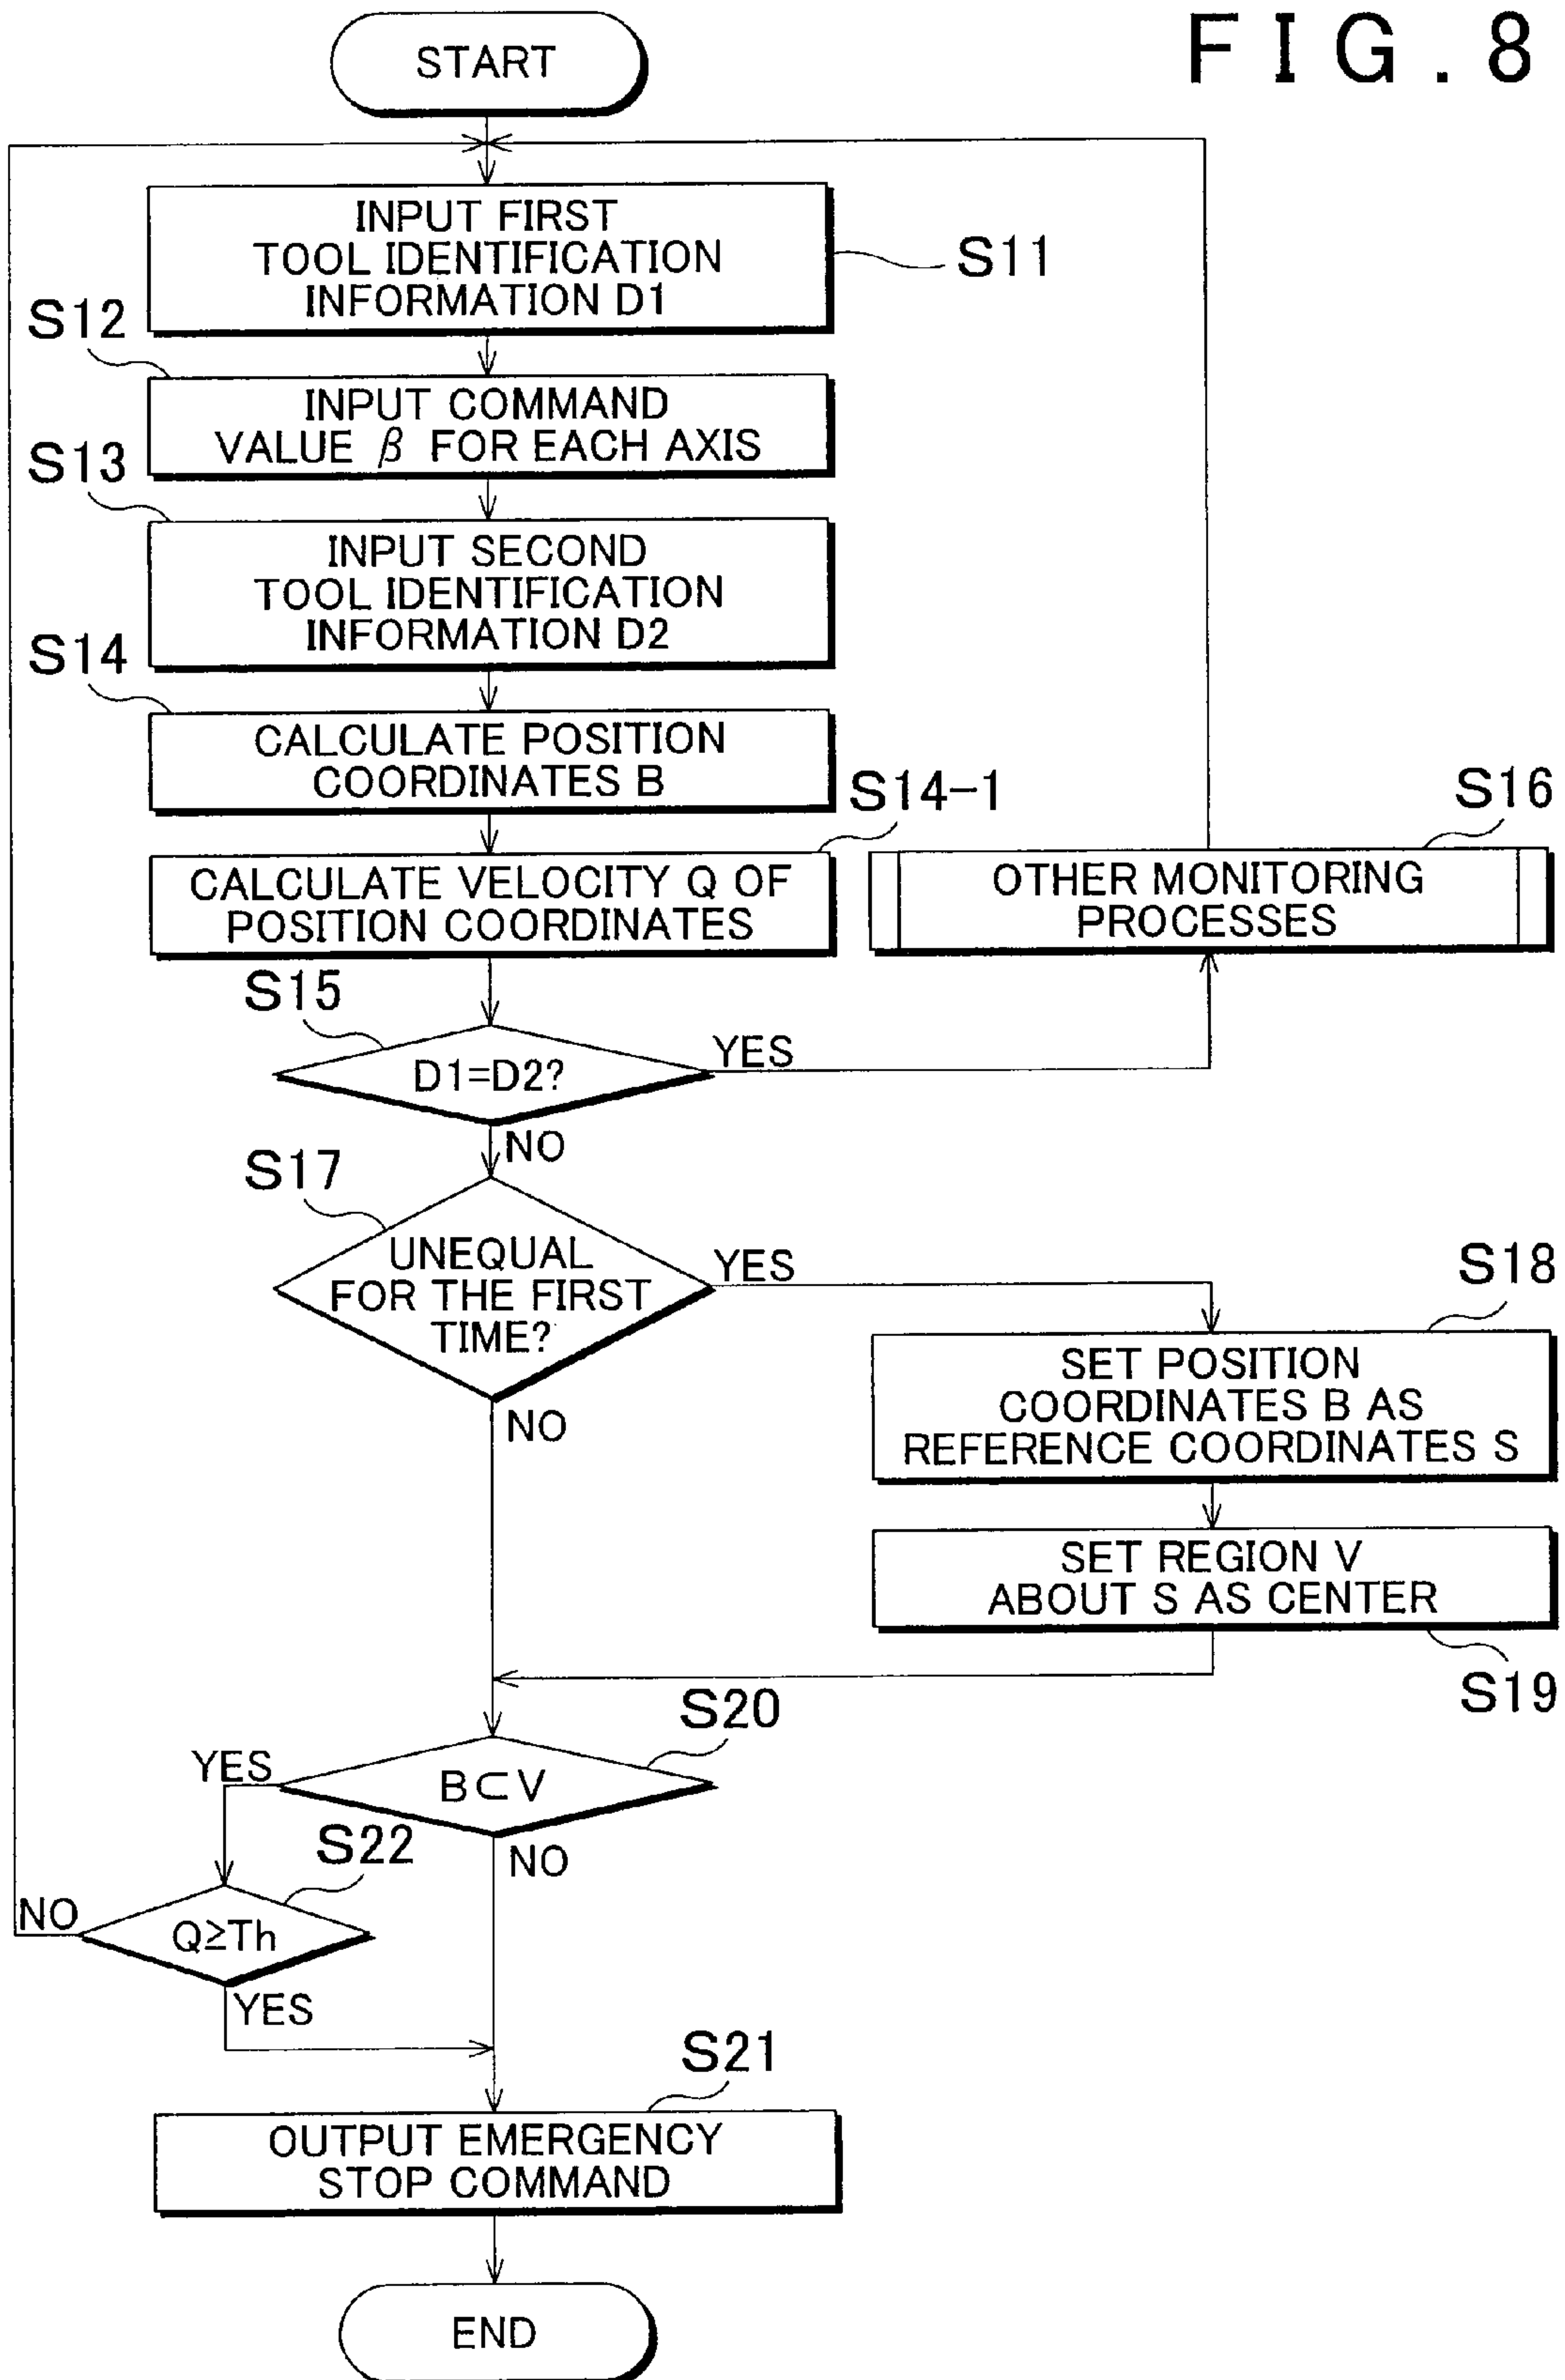 FIG.8
START
INPUT FIRST
TOOL IDENTIFICATION
INFORMATION D1
S11
S12
INPUT COMMAND
VALUE β FOR EACH AXIS
S13
INPUT SECOND
TOOL IDENTIFICATION
INFORMATION D2
S14
CALCULATE POSITION
COORDINATES B
S14-1
CALCULATE VELOCITY Q OF
POSITION COORDINATES
S16
OTHER MONITORING
PROCESSES
S15
D1=D2?
YES
NO
S17
UNEQUAL
FOR THE FIRST
TIME?
YES
NO
S18
SET POSITION
COORDINATES B AS
REFERENCE COORDINATES S
SET REGION V
ABOUT S AS CENTER
S19
S20
B⊂V
YES
NO
S22
Q≥Th
NO
YES
S21
OUTPUT EMERGENCY
STOP COMMAND
END